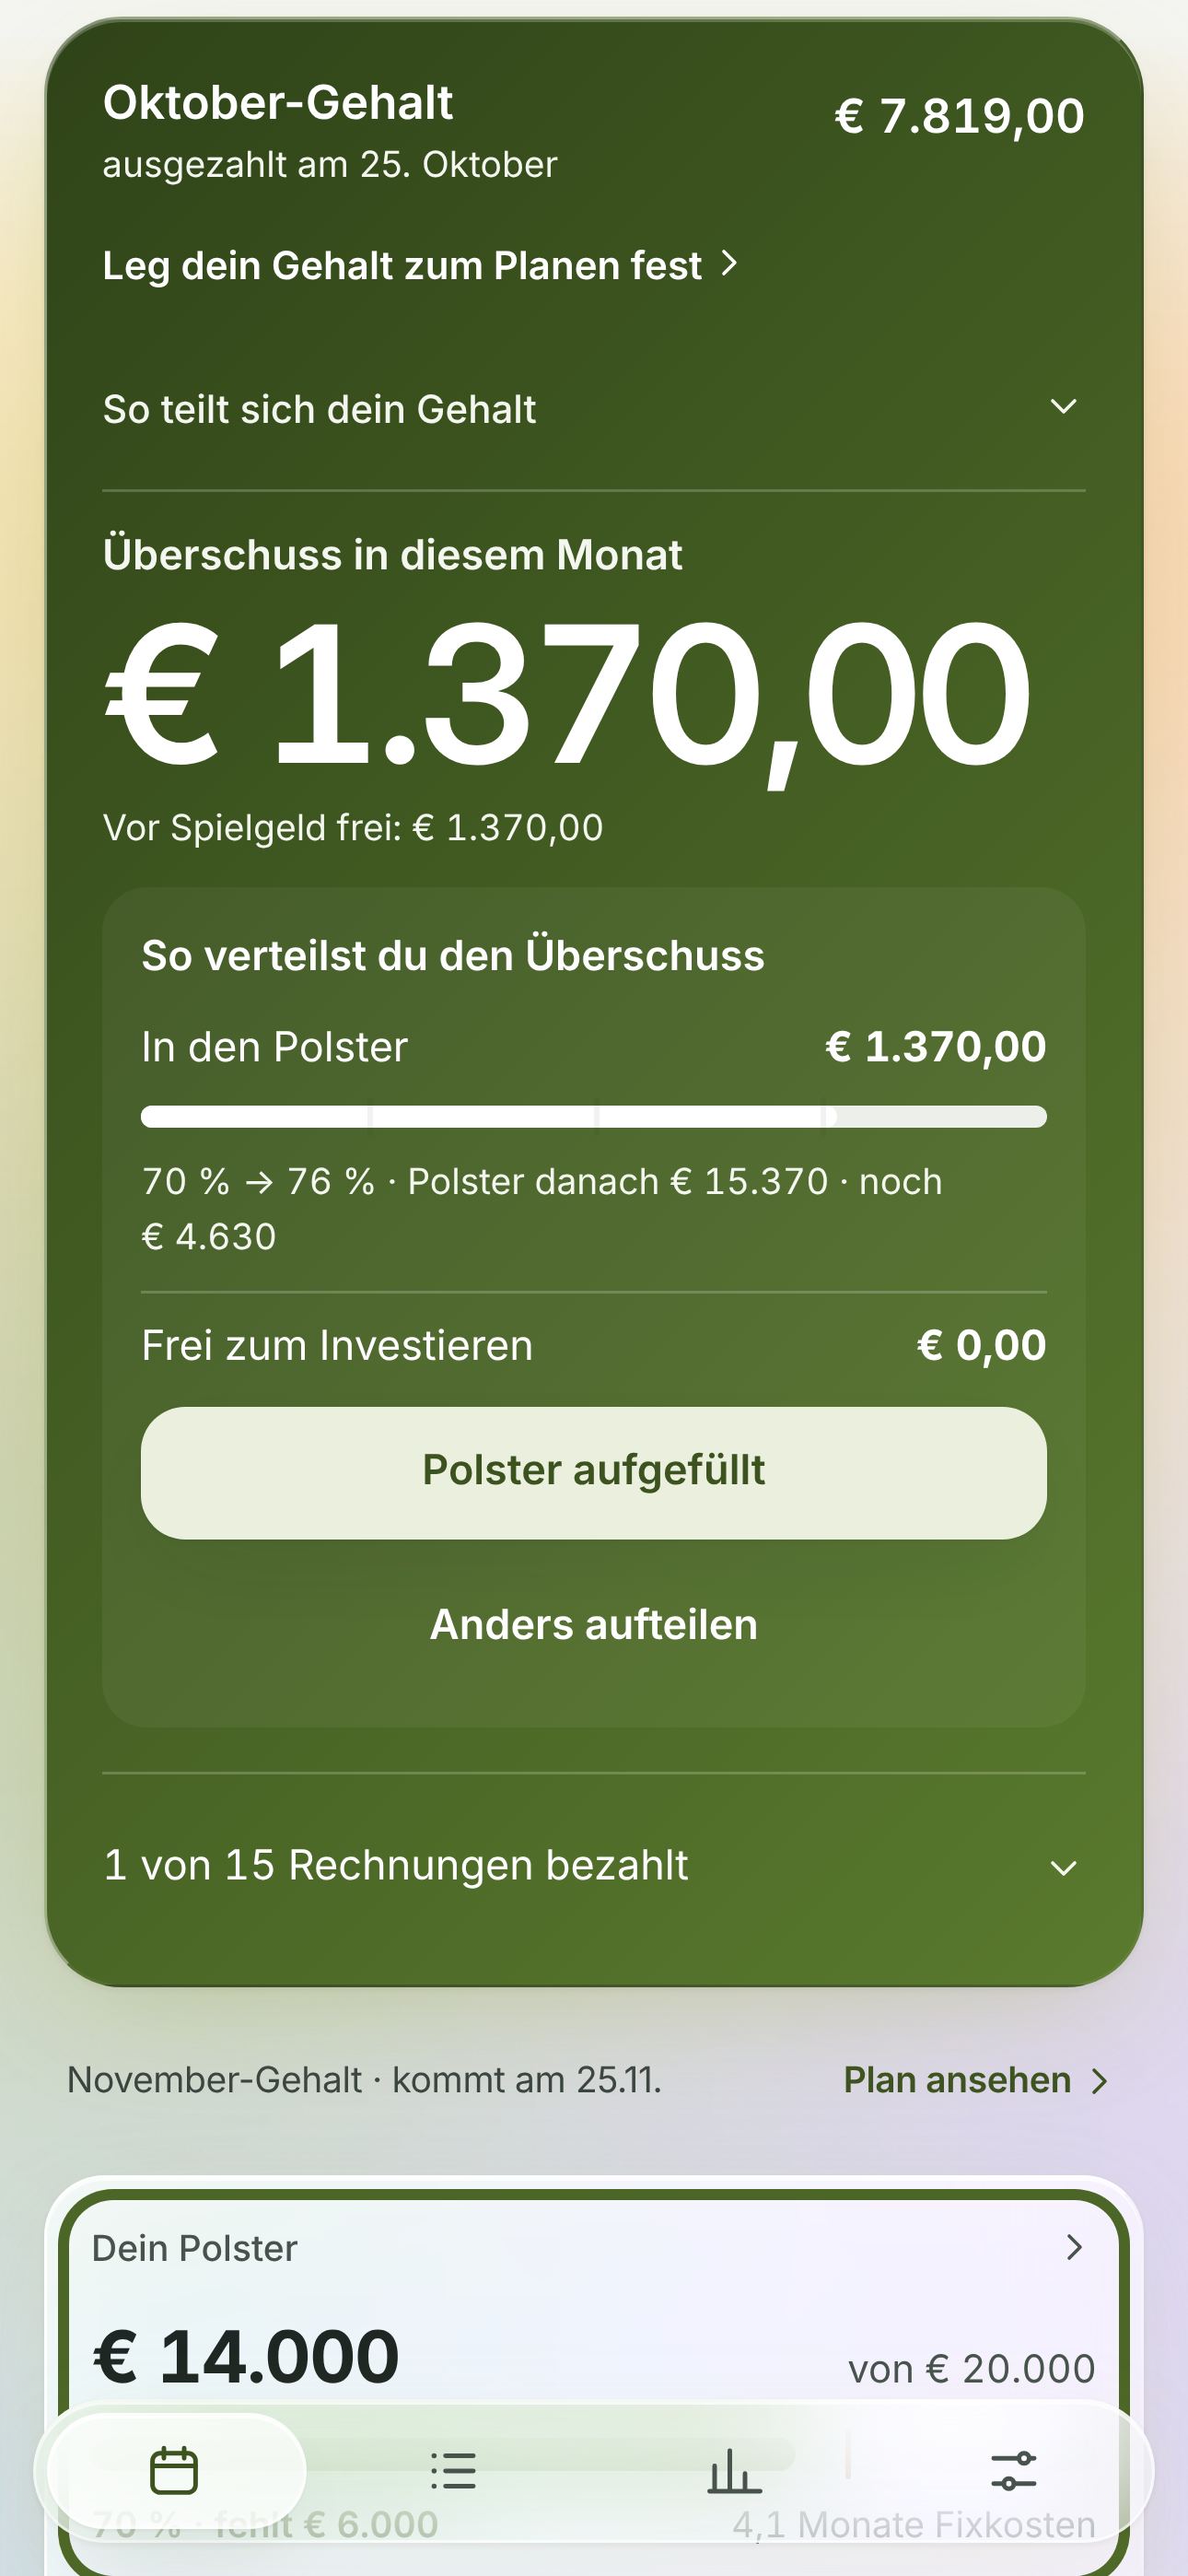 Oktober-Gehalt
€ 7.819,00
ausgezahlt am 25. Oktober
Leg dein Gehalt zum Planen fest
So teilt sich dein Gehalt
Überschuss in diesem Monat
€ 1.370,00
Vor Spielgeld frei: € 1.370,00
So verteilst du den Überschuss
In den Polster
€ 1.370,00
70 % → 76 % · Polster danach € 15.370 · noch
€ 4.630
Frei zum Investieren
€ 0,00
Polster aufgefüllt
Anders aufteilen
1 von 15 Rechnungen bezahlt
November-Gehalt · kommt am 25.11.
Plan ansehen
Dein Polster
€ 14.000
von € 20.000
70 % · fehlt € 6.000
4,1 Monate Fixkosten